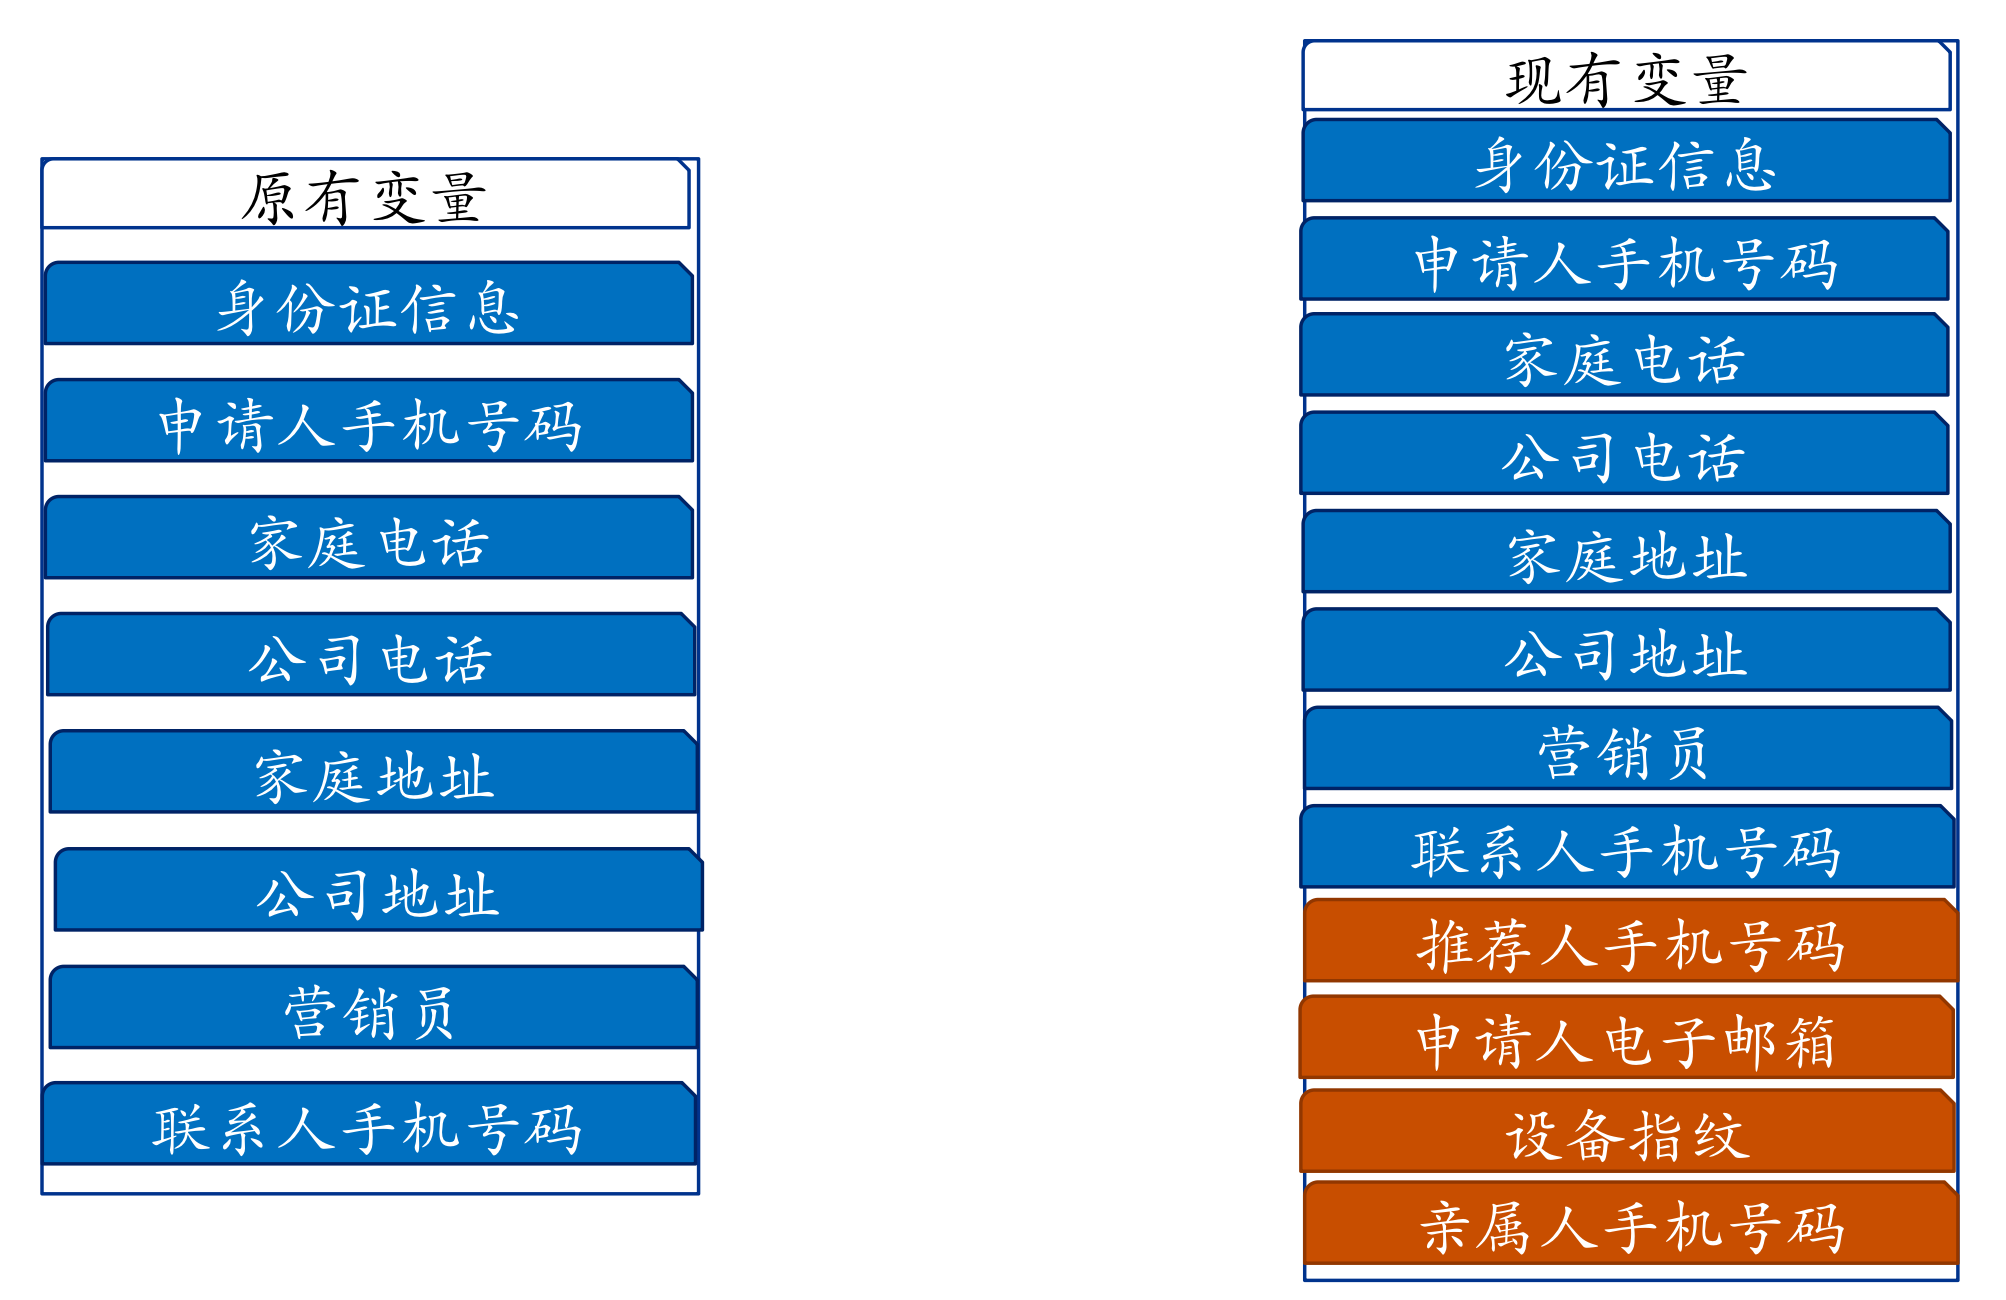 原有变量
身份证信息
申请人手机号码
家庭电话
公司电话
家庭地址
公司地址
营销员
联系人手机号码
现有变量
身份证信息
申请人手机号码
家庭电话
公司电话
家庭地址
公司地址
营销员
联系人手机号码
推荐人手机号码
申请人电子邮箱
设备指纹
亲属人手机号码